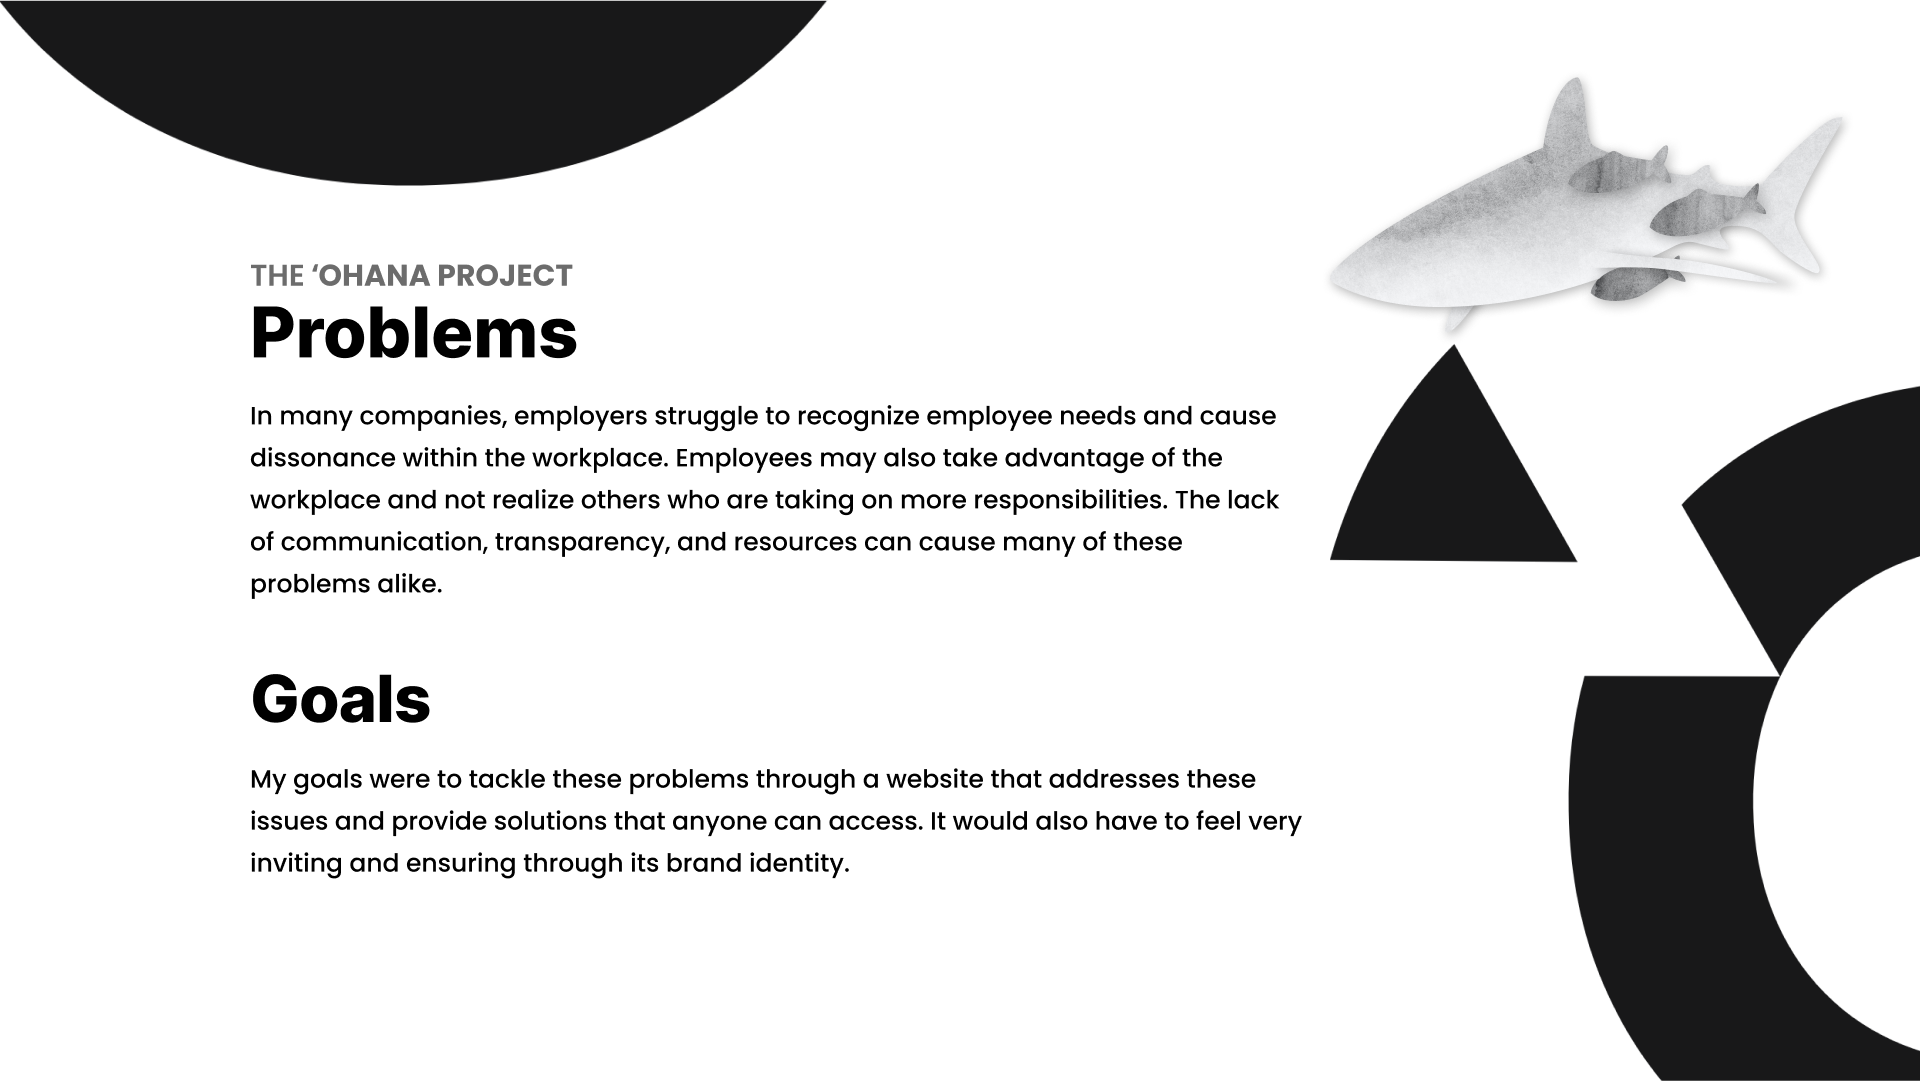 THE ‘OHANA PROJECT
Problems
In many companies, employers struggle to recognize employee needs and cause
dissonance within the workplace. Employees may also take advantage of the
workplace and not realize others who are taking on more responsibilities. The lack
of communication, transparency, and resources can cause many of these
problems alike.
Goals
My goals were to tackle these problems through a website that addresses these
issues and provide solutions that anyone can access. It would also have to feel very
inviting and ensuring through its brand identity.